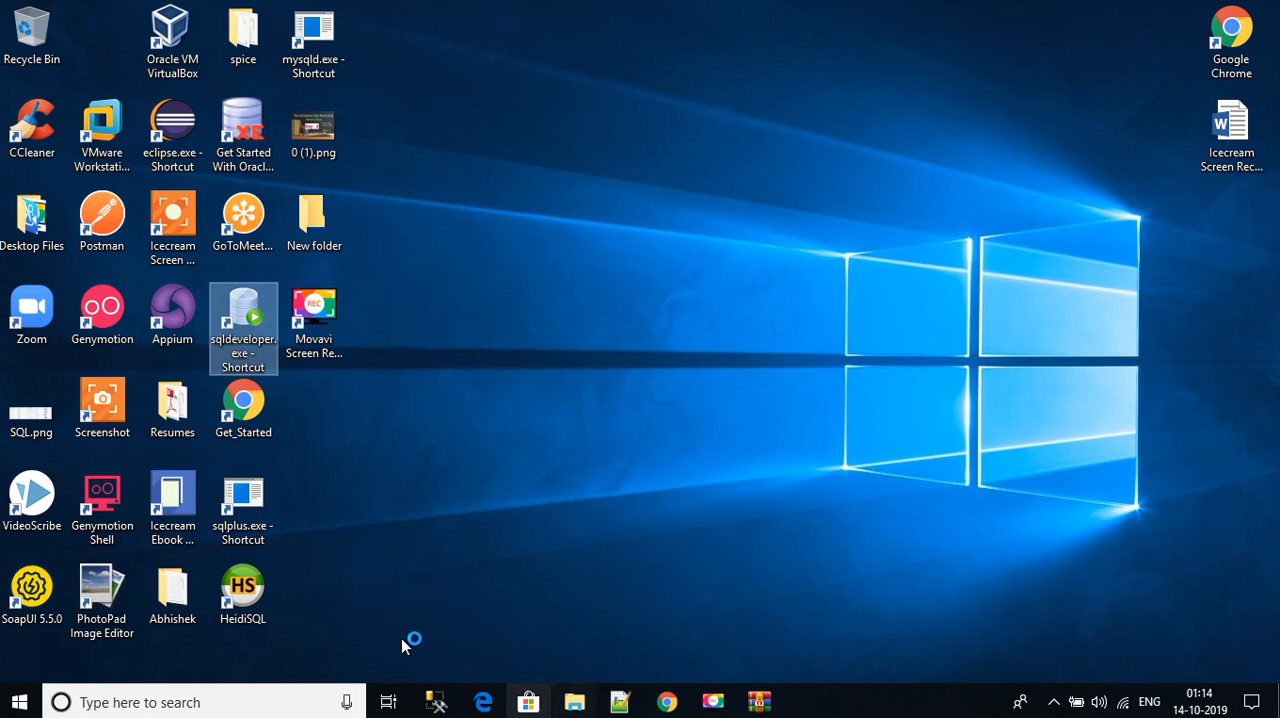 Recycle Bin
Oracle VM
VirtualBox
spice
mysqld.exe -
Shortcut
Google
Chrome
CCleaner
VMware
Workstati...
eclipse.exe -
Shortcut
XE
Get Started
With Oracl...
0 (1).png
W
Icecream
Screen Rec...
Desktop Files
Postman
Icecream
Screen ...
GoToMeet...
New folder
Zoom
Genymotion
Appium
sqldeveloper.
exe -
Shortcut
REC
Movavi
Screen Re...
SQL.png
Screenshot
Resumes
Get_Started
VideoScribe
Genymotion
Shell
Icecream
Ebook ...
sqlplus.exe -
Shortcut
SoapUI 5.5.0
PhotoPad
Image Editor
Abhishek
HS
HeidiSQL
Type here to search
ENG
01:14
14-10-2019